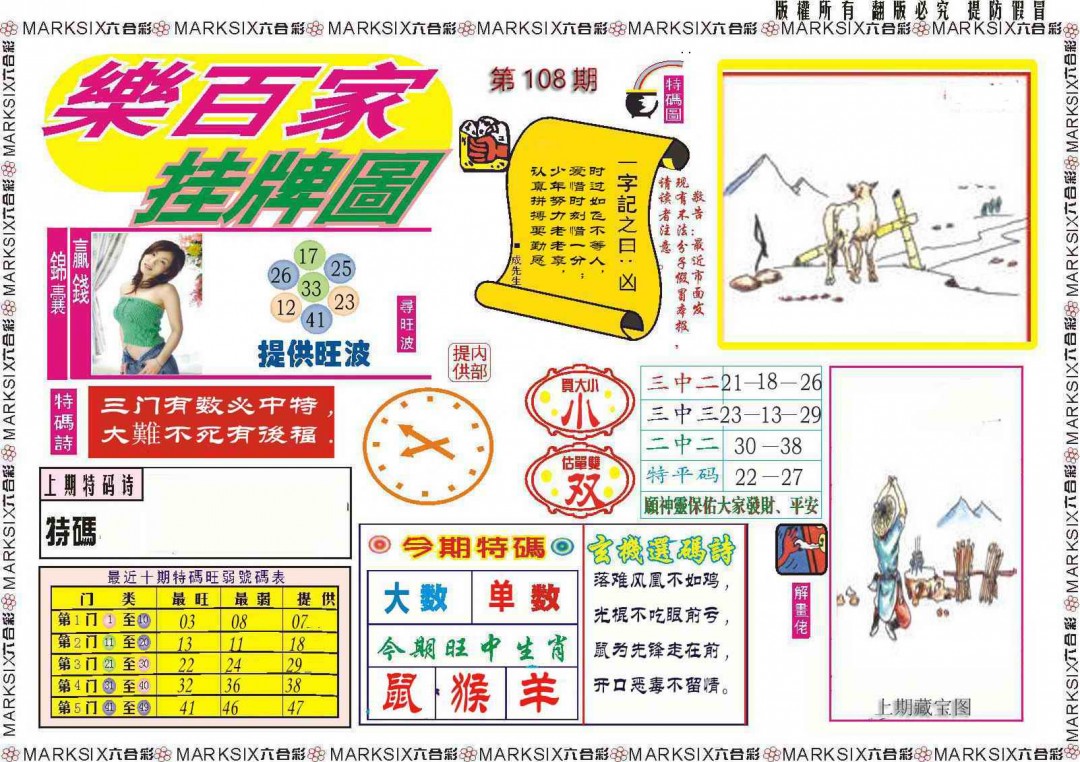 版權所有 翻版必究 提防假冒
MARKSIX六合彩 MARKSIX六合彩 MARKSIX六合彩 MARKSIX六合彩 MARKSIX六合彩 MARKSIX六合彩 MARKSIX六合彩
樂百家
挂牌圖
第108期
特碼圖
一字記之曰：凶
时过如飞不等人，
爱惜时刻惜一分；
少年努力老老享，
认真拼搏要勤恳
■成先生
敬告：最近市面发
现有不法分子假冒本报，
请读者注意。
贏錢
錦囊
17
26
25
33
12
23
41
提供旺波
尋旺波
内部
提供
特碼詩
三门有数必中特，
大難不死有後福．
買大小
小
估單雙
双
三中二 21—18—26
三中三 23—13—29
二中二 30—38
特平码 22—27
願神靈保佑大家發財、平安
上期特码诗
特碼
最近十期特碼旺弱號碼表
门 类 最旺 最弱 提供
第1门 1 至 10 03 08 07
第2门 11 至 20 13 11 18
第3门 21 至 30 22 24 29
第4门 31 至 40 32 36 38
第5门 41 至 49 41 46 47
今期特碼
大数 单数
今期旺中生肖
鼠 猴 羊
玄機選碼詩
落难凤凰不如鸡，
光棍不吃眼前亏，
鼠为先锋走在前，
开口恶毒不留情。
解畫佬
上期藏宝图
MARKSIX六合彩 MARKSIX六合彩 MARKSIX六合彩 MARKSIX六合彩 MARKSIX六合彩 MARKSIX六合彩 MARKSIX六合彩